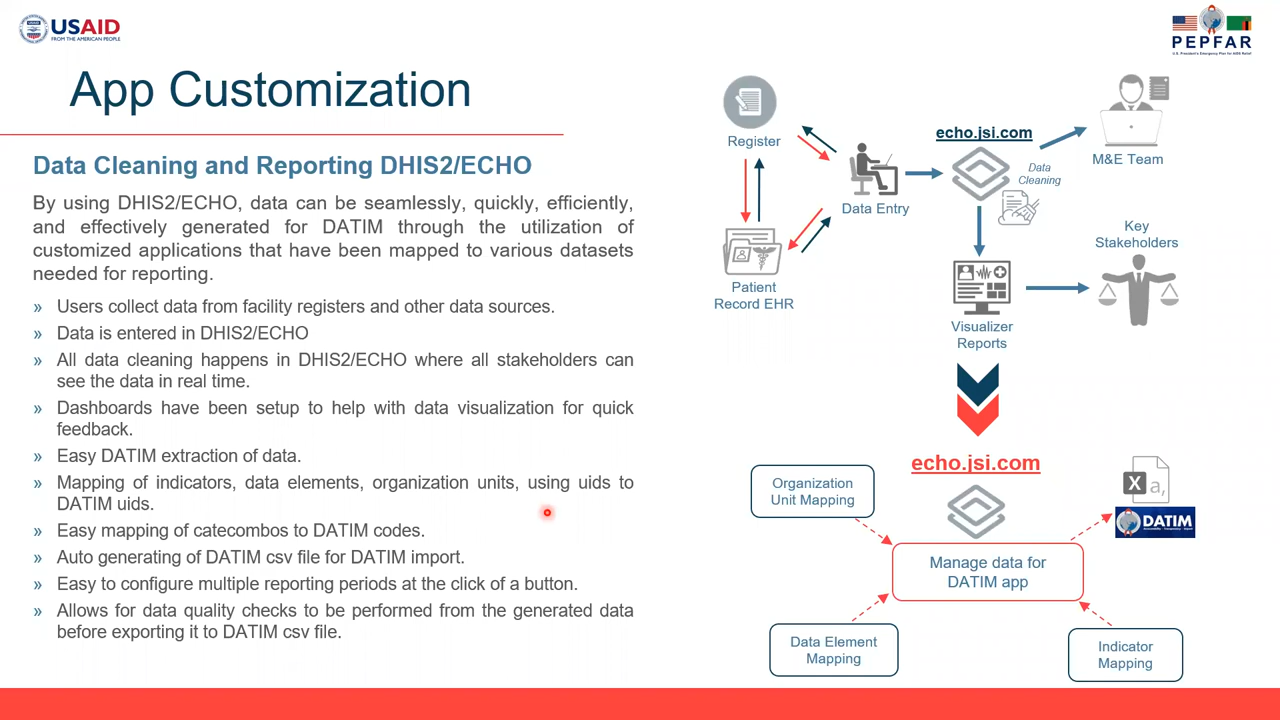 USAID
FROM THE AMERICAN PEOPLE
PEPFAR
U.S. President's Emergency Plan for AIDS Relief
App Customization
Data Cleaning and Reporting DHIS2/ECHO
By using DHIS2/ECHO, data can be seamlessly, quickly, efficiently,
and effectively generated for DATIM through the utilization of
customized applications that have been mapped to various datasets
needed for reporting.
» Users collect data from facility registers and other data sources.
» Data is entered in DHIS2/ECHO
» All data cleaning happens in DHIS2/ECHO where all stakeholders can
see the data in real time.
» Dashboards have been setup to help with data visualization for quick
feedback.
» Easy DATIM extraction of data.
» Mapping of indicators, data elements, organization units, using uids to
DATIM uids.
» Easy mapping of catecombos to DATIM codes.
» Auto generating of DATIM csv file for DATIM import.
» Easy to configure multiple reporting periods at the click of a button.
» Allows for data quality checks to be performed from the generated data
before exporting it to DATIM csv file.
Register
Patient
Record EHR
Data Entry
echo.jsi.com
Data
Cleaning
M&E Team
Key
Stakeholders
Visualizer
Reports
echo.jsi.com
Organization
Unit Mapping
X a,
DATIM
Manage data for
DATIM app
Data Element
Mapping
Indicator
Mapping